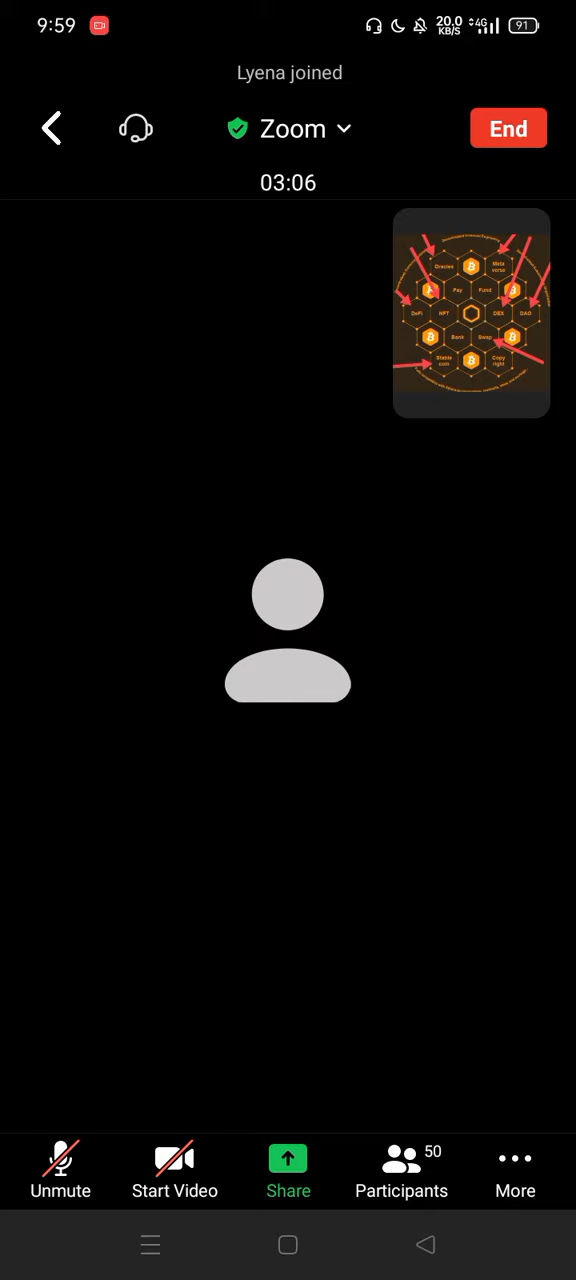 9:59
20.0
KB/S
4G
91
Lyena joined
Zoom
End
03:06
Oracles
Meta
verse
Pay
Fund
DeFi
NFT
DEX
DAO
Bank
Swap
Stable
coin
Copy
right
Unmute
Start Video
Share
Participants
50
More